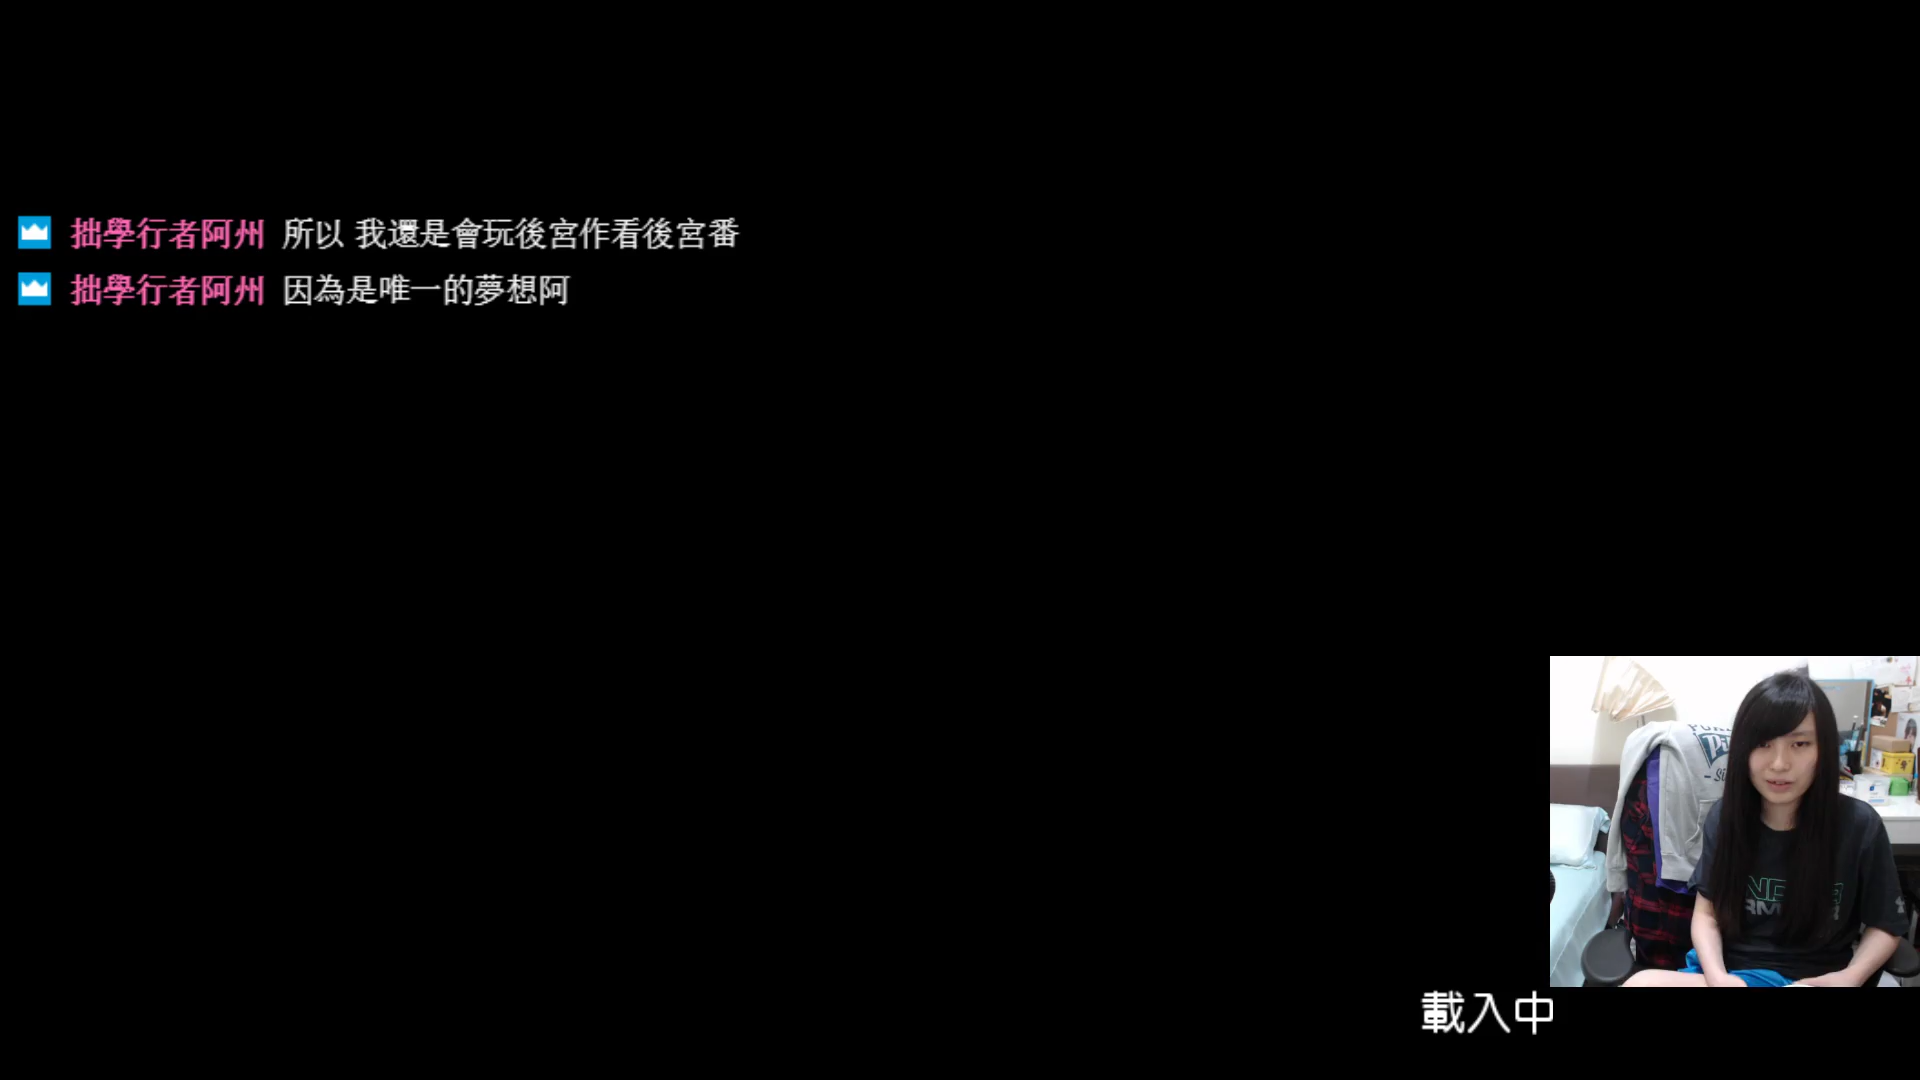 拙學行者阿州 所以 我還是會玩後宮作看後宮番
拙學行者阿州 因為是唯一的夢想阿
載入中